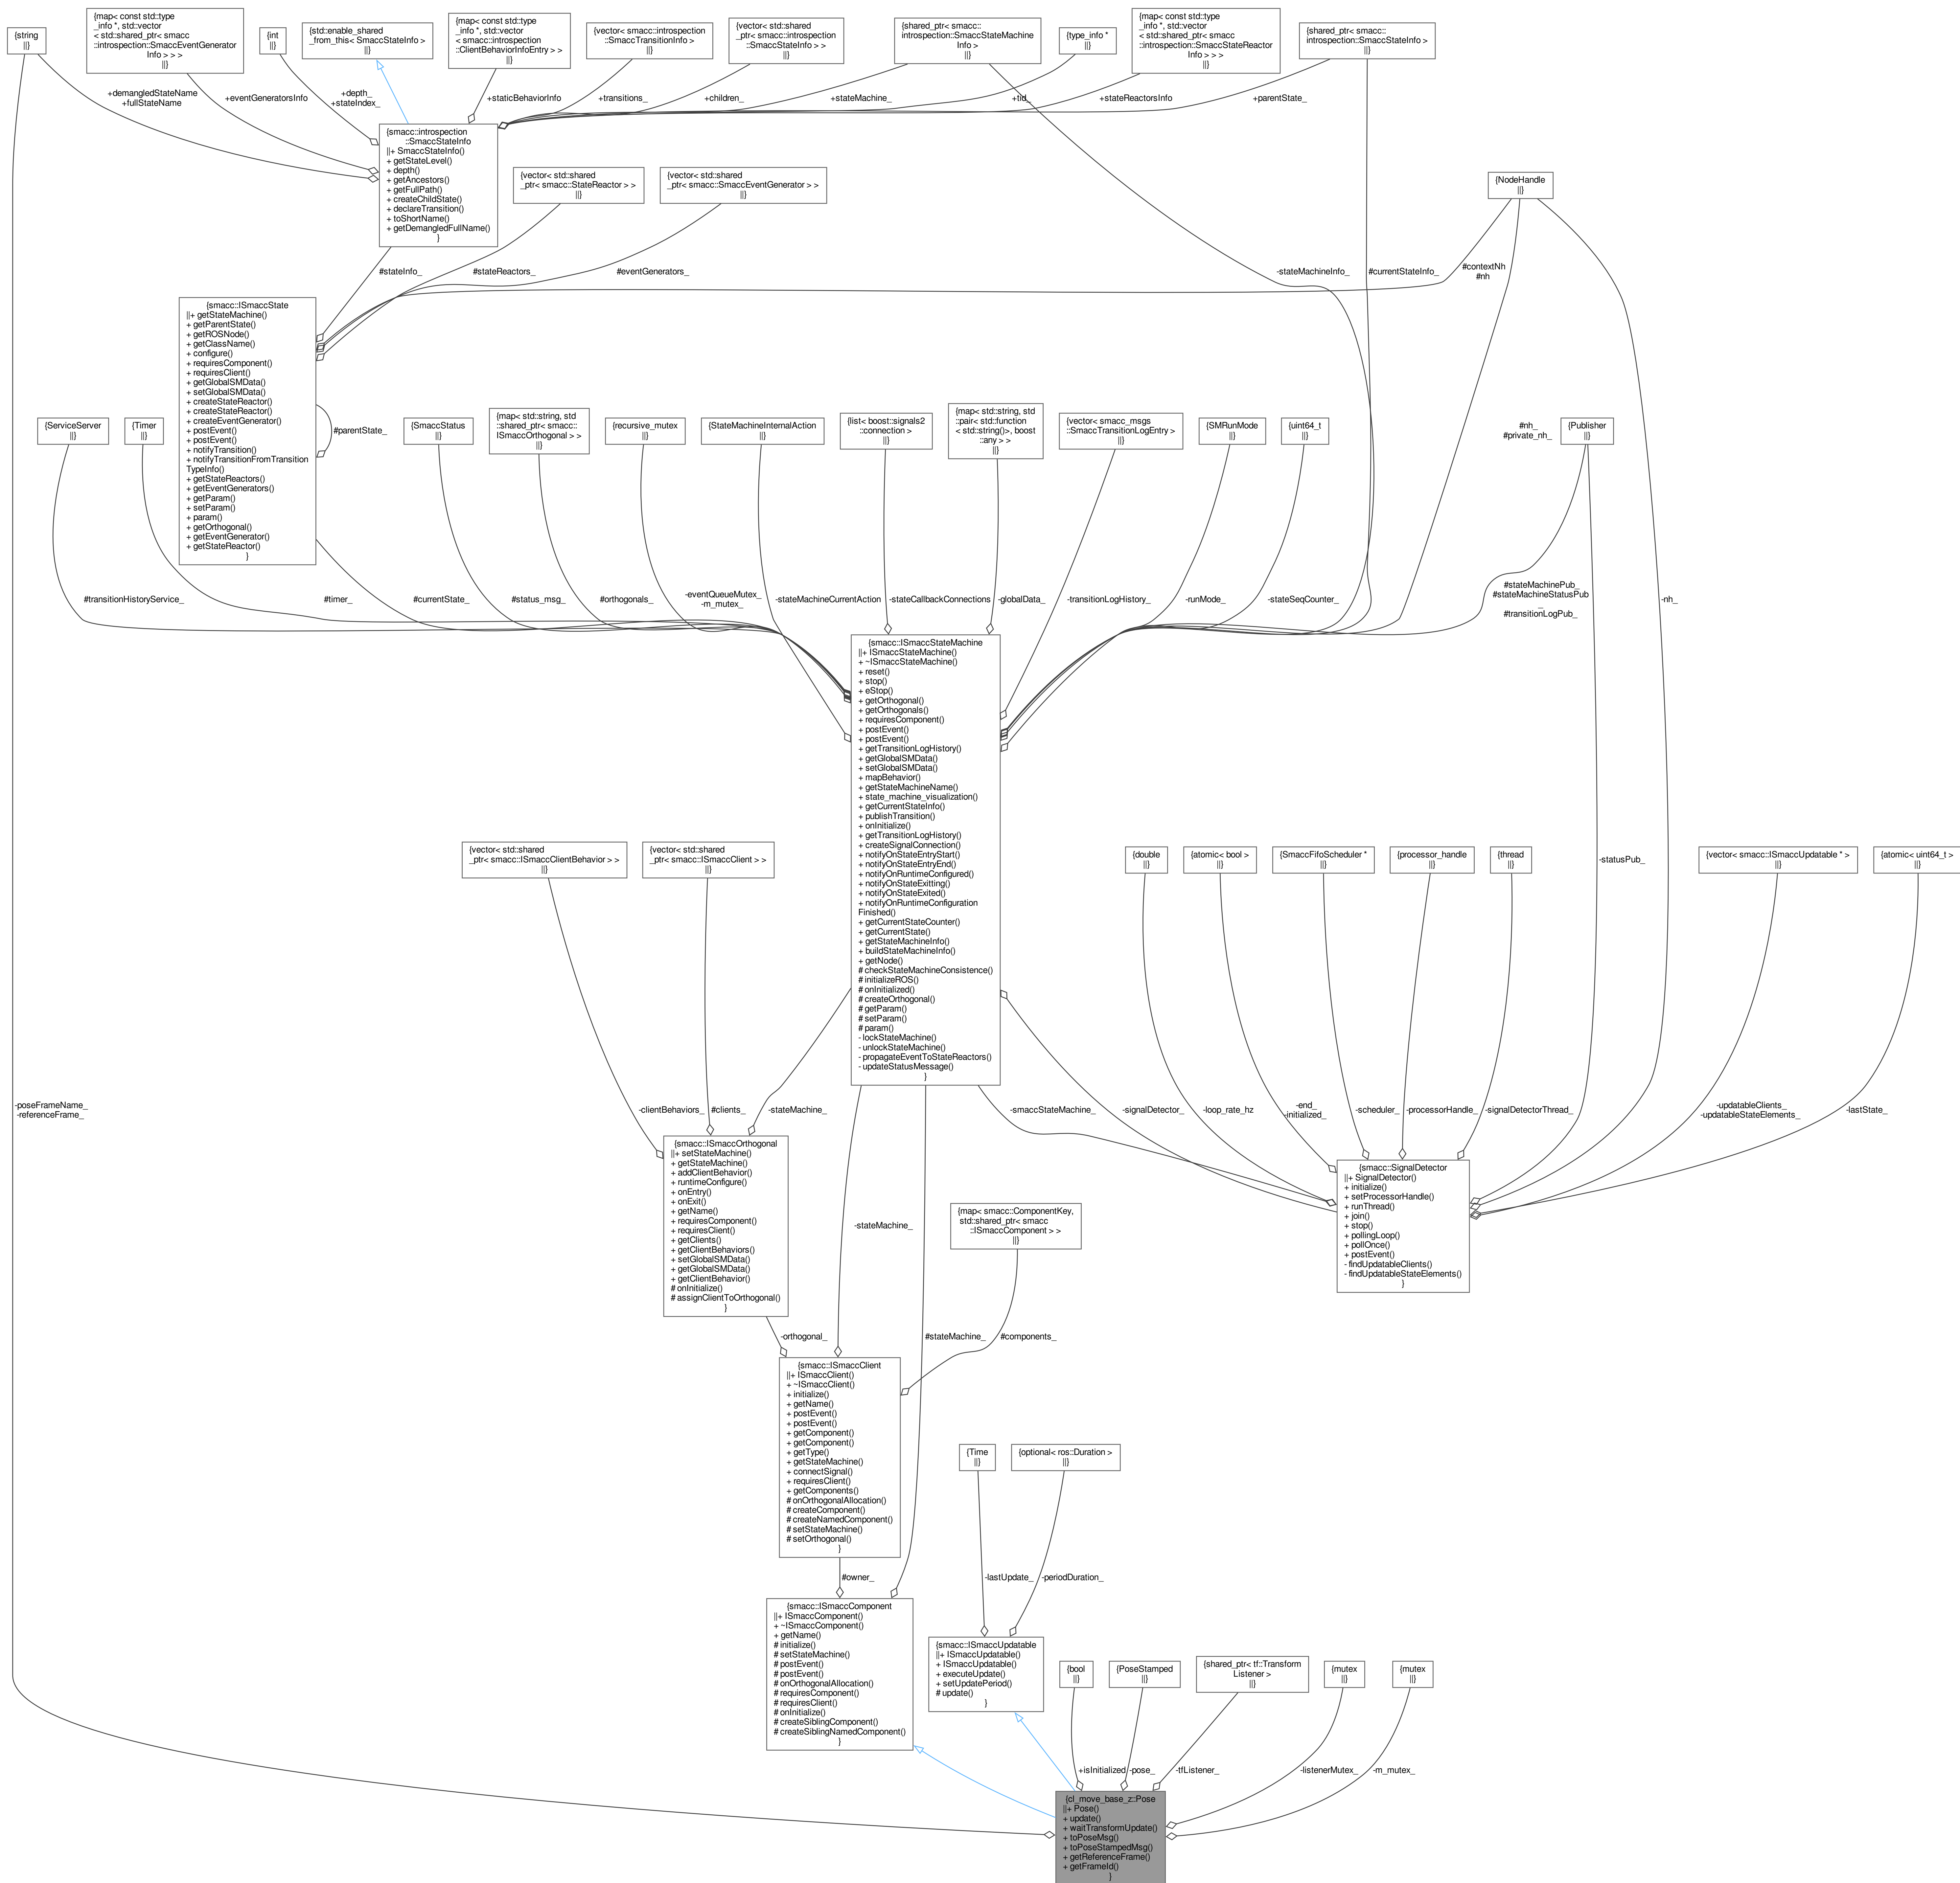 {string
||}
{map< const std::type
_info *, std::vector
< std::shared_ptr< smacc
::introspection::SmaccEventGenerator
Info > > >
||}
{int
||}
{std::enable_shared
_from_this< SmaccStateInfo >
||}
{map< const std::type
_info *, std::vector
< smacc::introspection
::ClientBehaviorInfoEntry > >
||}
{vector< smacc::introspection
::SmaccTransitionInfo >
||}
{vector< std::shared
_ptr< smacc::introspection
::SmaccStateInfo > >
||}
{shared_ptr< smacc::
introspection::SmaccStateMachine
Info >
||}
{type_info *
||}
{map< const std::type
_info *, std::vector
< std::shared_ptr< smacc
::introspection::SmaccStateReactor
Info > > >
||}
{shared_ptr< smacc::
introspection::SmaccStateInfo >
||}
+demangledStateName
+fullStateName
+eventGeneratorsInfo
+depth_
+stateIndex_
+staticBehaviorInfo
+transitions_
+children_
+stateMachine_
+tid_
+stateReactorsInfo
+parentState_
{smacc::introspection
::SmaccStateInfo
||+ SmaccStateInfo()
+ getStateLevel()
+ depth()
+ getAncestors()
+ getFullPath()
+ createChildState()
+ declareTransition()
+ toShortName()
+ getDemangledFullName()
}
{vector< std::shared
_ptr< smacc::StateReactor > >
||}
{vector< std::shared
_ptr< smacc::SmaccEventGenerator > >
||}
{NodeHandle
||}
#stateInfo_
#stateReactors_
#eventGenerators_
-stateMachineInfo_
#currentStateInfo_
#contextNh
#nh
{smacc::ISmaccState
||+ getStateMachine()
+ getParentState()
+ getROSNode()
+ getClassName()
+ configure()
+ requiresComponent()
+ requiresClient()
+ getGlobalSMData()
+ setGlobalSMData()
+ createStateReactor()
+ createStateReactor()
+ createEventGenerator()
+ postEvent()
+ postEvent()
+ notifyTransition()
+ notifyTransitionFromTransition
TypeInfo()
+ getStateReactors()
+ getEventGenerators()
+ getParam()
+ setParam()
+ param()
+ getOrthogonal()
+ getEventGenerator()
+ getStateReactor()
}
#parentState_
{ServiceServer
||}
{Timer
||}
{SmaccStatus
||}
{map< std::string, std
::shared_ptr< smacc::
ISmaccOrthogonal > >
||}
{recursive_mutex
||}
{StateMachineInternalAction
||}
{list< boost::signals2
::connection >
||}
{map< std::string, std
::pair< std::function
< std::string()>, boost
::any > >
||}
{vector< smacc_msgs
::SmaccTransitionLogEntry >
||}
{SMRunMode
||}
{uint64_t
||}
#nh_
#private_nh_
{Publisher
||}
#transitionHistoryService_
#timer_
#currentState_
#status_msg_
#orthogonals_
-eventQueueMutex_
-m_mutex_
-stateMachineCurrentAction
-stateCallbackConnections
-globalData_
-transitionLogHistory_
-runMode_
-stateSeqCounter_
#stateMachinePub_
#stateMachineStatusPub
_
#transitionLogPub_
-nh_
{smacc::ISmaccStateMachine
||+ ISmaccStateMachine()
+ ~ISmaccStateMachine()
+ reset()
+ stop()
+ eStop()
+ getOrthogonal()
+ getOrthogonals()
+ requiresComponent()
+ postEvent()
+ postEvent()
+ getTransitionLogHistory()
+ getGlobalSMData()
+ setGlobalSMData()
+ mapBehavior()
+ getStateMachineName()
+ state_machine_visualization()
+ getCurrentStateInfo()
+ publishTransition()
+ onInitialize()
+ getTransitionLogHistory()
+ createSignalConnection()
+ notifyOnStateEntryStart()
+ notifyOnStateEntryEnd()
+ notifyOnRuntimeConfigured()
+ notifyOnStateExitting()
+ notifyOnStateExited()
+ notifyOnRuntimeConfiguration
Finished()
+ getCurrentStateCounter()
+ getCurrentState()
+ getStateMachineInfo()
+ buildStateMachineInfo()
+ getNode()
# checkStateMachineConsistence()
# initializeROS()
# onInitialized()
# createOrthogonal()
# getParam()
# setParam()
# param()
- lockStateMachine()
- unlockStateMachine()
- propagateEventToStateReactors()
- updateStatusMessage()
}
{vector< std::shared
_ptr< smacc::ISmaccClientBehavior > >
||}
{vector< std::shared
_ptr< smacc::ISmaccClient > >
||}
{double
||}
{atomic< bool >
||}
{SmaccFifoScheduler *
||}
{processor_handle
||}
{thread
||}
-statusPub_
{vector< smacc::ISmaccUpdatable * >
||}
{atomic< uint64_t >
||}
-poseFrameName_
-referenceFrame_
-clientBehaviors_
#clients_
-stateMachine_
-smaccStateMachine_
-signalDetector_
-loop_rate_hz
-end_
-initialized_
-scheduler_
-processorHandle_
-signalDetectorThread_
-updatableClients_
-updatableStateElements_
-lastState_
{smacc::ISmaccOrthogonal
||+ setStateMachine()
+ getStateMachine()
+ addClientBehavior()
+ runtimeConfigure()
+ onEntry()
+ onExit()
+ getName()
+ requiresComponent()
+ requiresClient()
+ getClients()
+ getClientBehaviors()
+ setGlobalSMData()
+ getGlobalSMData()
+ getClientBehavior()
# onInitialize()
# assignClientToOrthogonal()
}
{smacc::SignalDetector
||+ SignalDetector()
+ initialize()
+ setProcessorHandle()
+ runThread()
+ join()
+ stop()
+ pollingLoop()
+ pollOnce()
+ postEvent()
- findUpdatableClients()
- findUpdatableStateElements()
}
-stateMachine_
{map< smacc::ComponentKey,
std::shared_ptr< smacc
::ISmaccComponent > >
||}
-orthogonal_
#stateMachine_
#components_
{smacc::ISmaccClient
||+ ISmaccClient()
+ ~ISmaccClient()
+ initialize()
+ getName()
+ postEvent()
+ postEvent()
+ getComponent()
+ getComponent()
+ getType()
+ getStateMachine()
+ connectSignal()
+ requiresClient()
+ getComponents()
# onOrthogonalAllocation()
# createComponent()
# createNamedComponent()
# setStateMachine()
# setOrthogonal()
}
{Time
||}
{optional< ros::Duration >
||}
#owner_
-lastUpdate_
-periodDuration_
{smacc::ISmaccComponent
||+ ISmaccComponent()
+ ~ISmaccComponent()
+ getName()
# initialize()
# setStateMachine()
# postEvent()
# postEvent()
# onOrthogonalAllocation()
# requiresComponent()
# requiresClient()
# onInitialize()
# createSiblingComponent()
# createSiblingNamedComponent()
}
{smacc::ISmaccUpdatable
||+ ISmaccUpdatable()
+ ISmaccUpdatable()
+ executeUpdate()
+ setUpdatePeriod()
# update()
}
{bool
||}
{PoseStamped
||}
{shared_ptr< tf::Transform
Listener >
||}
{mutex
||}
{mutex
||}
+isInitialized
-pose_
-tfListener_
-listenerMutex_
-m_mutex_
{cl_move_base_z::Pose
||+ Pose()
+ update()
+ waitTransformUpdate()
+ toPoseMsg()
+ toPoseStampedMsg()
+ getReferenceFrame()
+ getFrameId()
}